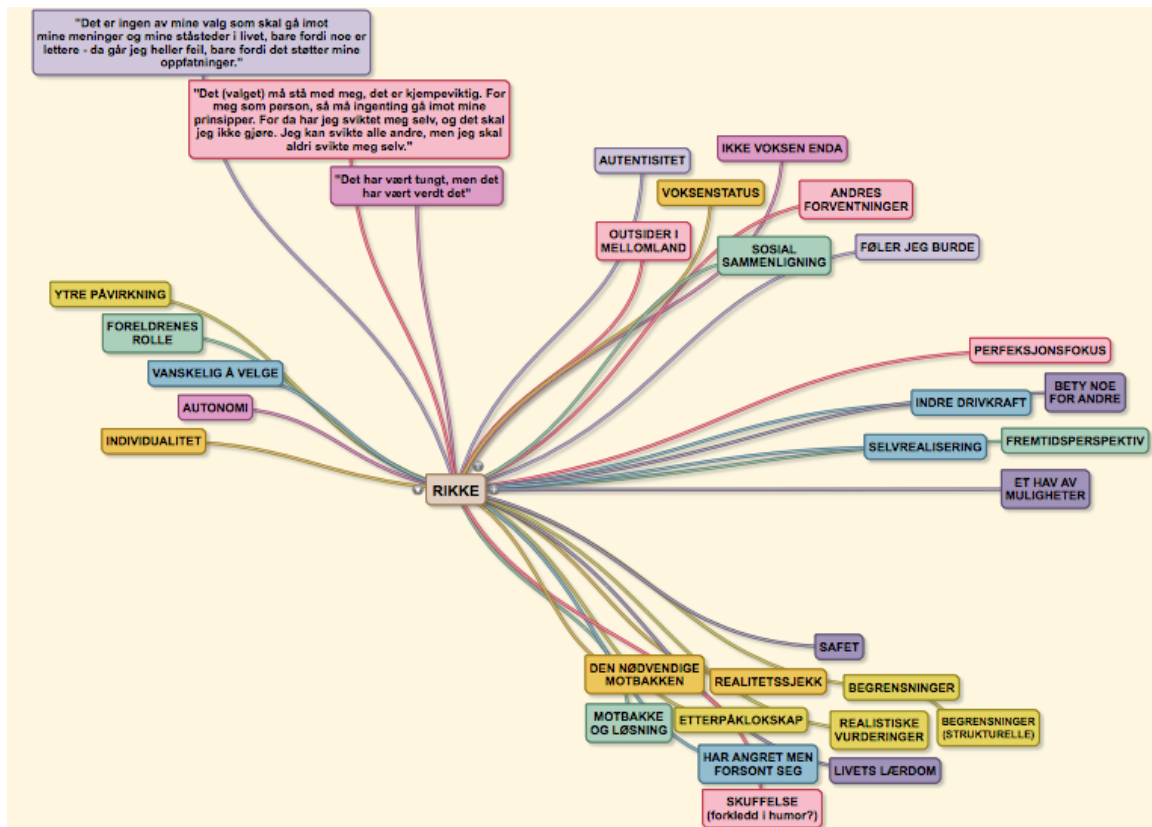 "Det er ingen av mine valg som skal gå imot
mine meninger og mine ståsteder i livet, bare fordi noe er
lettere - da går jeg heller feil, bare fordi det støtter mine
oppfatninger."
"Det (valget) må stå med meg, det er kjempeviktig. For
meg som person, så må ingenting gå imot mine
prinsipper. For da har jeg sviktet meg selv, og det skal
jeg ikke gjøre. Jeg kan svikte alle andre, men jeg skal
aldri svikte meg selv."
"Det har vært tungt, men det
har vært verdt det"
AUTENTISITET
IKKE VOKSEN ENDA
VOKSENSTATUS
ANDRES
FORVENTNINGER
OUTSIDER I
MELLOMLAND
SOSIAL
SAMMENLIGNING
FØLER JEG BURDE
YTRE PÅVIRKNING
FORELDRENES
ROLLE
VANSKELIG Å VELGE
AUTONOMI
INDIVIDUALITET
PERFEKSJONSFOKUS
INDRE DRIVKRAFT
BETY NOE
FOR ANDRE
SELVREALISERING
FREMTIDSPERSPEKTIV
ET HAV AV
MULIGHETER
RIKKE
SAFET
DEN NØDVENDIGE
MOTBAKKEN
REALITETSSJEKK
BEGRENSNINGER
MOTBAKKE
OG LØSNING
ETTERPÅKLOKSKAP
REALISTISKE
VURDERINGER
BEGRENSNINGER
(STRUKTURELLE)
HAR ANGRET MEN
FORSONT SEG
LIVETS LÆRDOM
SKUFFELSE
(forkledd i humor?)